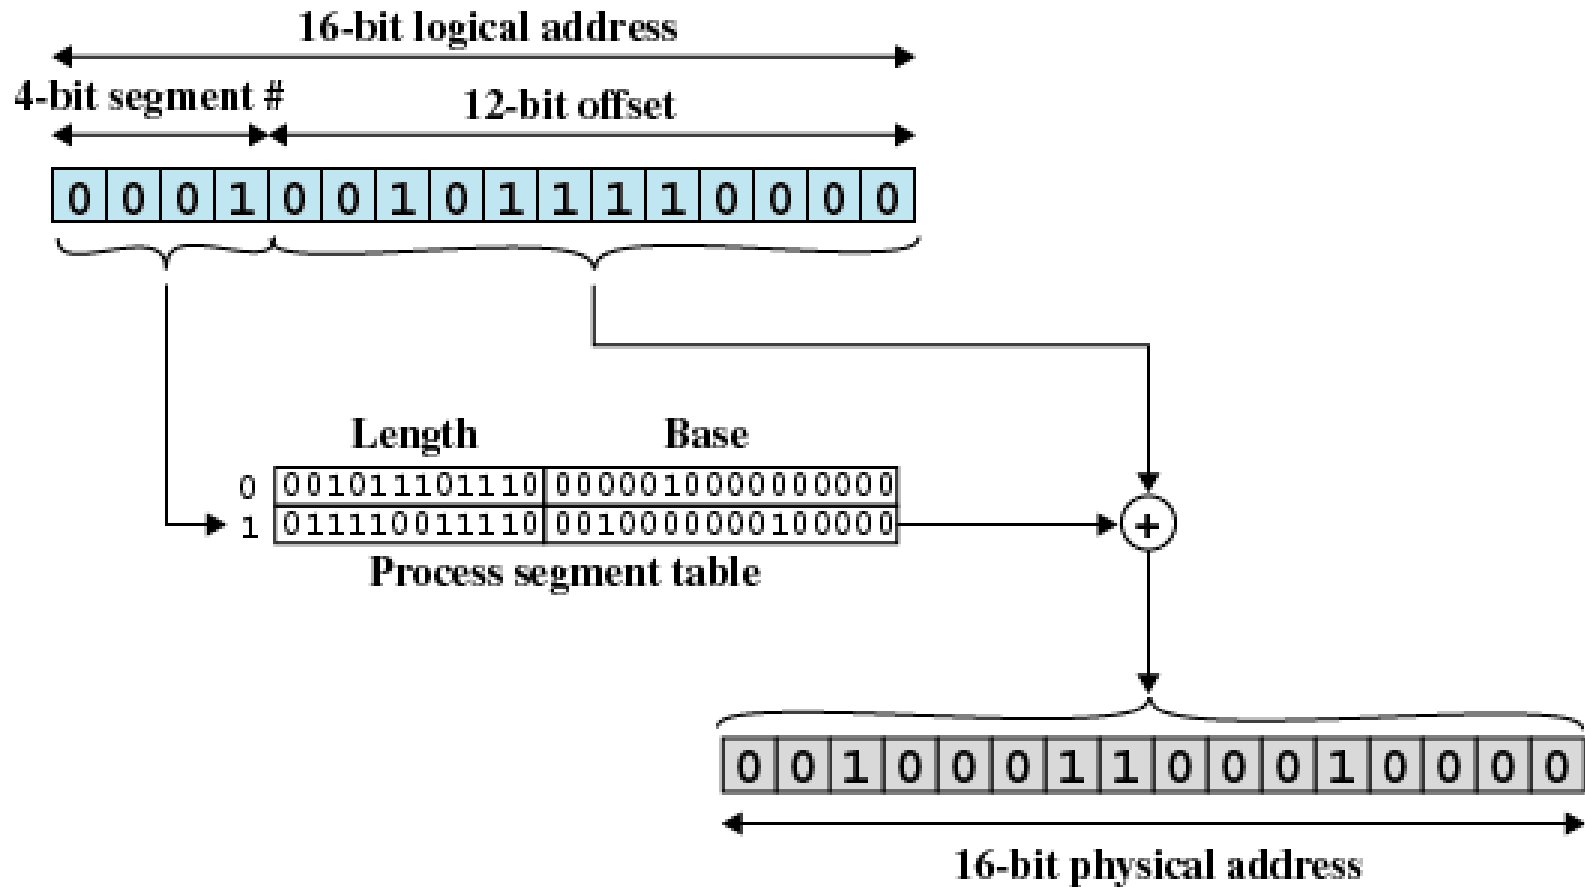 16-bit logical address
4-bit segment #
12-bit offset
0 0 0 1 0 0 1 0 1 1 1 1 0 0 0 0
Length Base
0 001011101110 0000010000000000
1 011110011110 0010000000100000
+
Process segment table
0 0 1 0 0 0 1 1 0 0 0 1 0 0 0 0
16-bit physical address